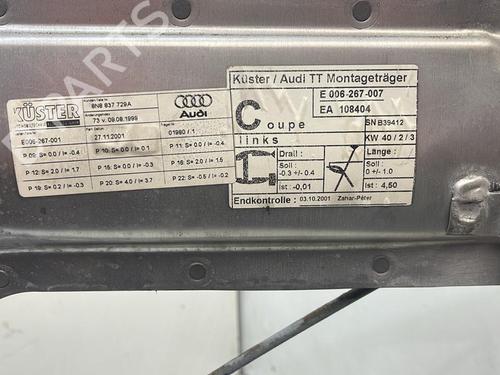 KÜSTER
8N8 837 729A
73 v. 09.08.1999
Audi
E006-267-001
27.11.2001
01980 / 1
P 09: S= 0.0 / I= -0.4
P 10: S= 0.0 / I= 0.1
P 11: S= 0.0 / I= -0.4
P 12: S= 2.0 / I= 1.7
P 15: S= 0.0 / I= -0.3
P 16: S= 2.0 / I= 1.5
P 19: S= 0.2 / I= -0.3
P 20: S= 4.0 / I= 3.7
P 22: S= -0.5 / I= -0.2
Küster / Audi TT Montageträger
E 006-267-007
EA 108404
Coupe
links
SN B39412
KW 40 / 2 / 3
Drall :
Länge :
Soll :
-0.3 +/- 0.4
Soll :
0 +/- 1.0
Ist : -0,01
Ist : 4,50
Endkontrolle : 03.10.2001 Zahar-Péter